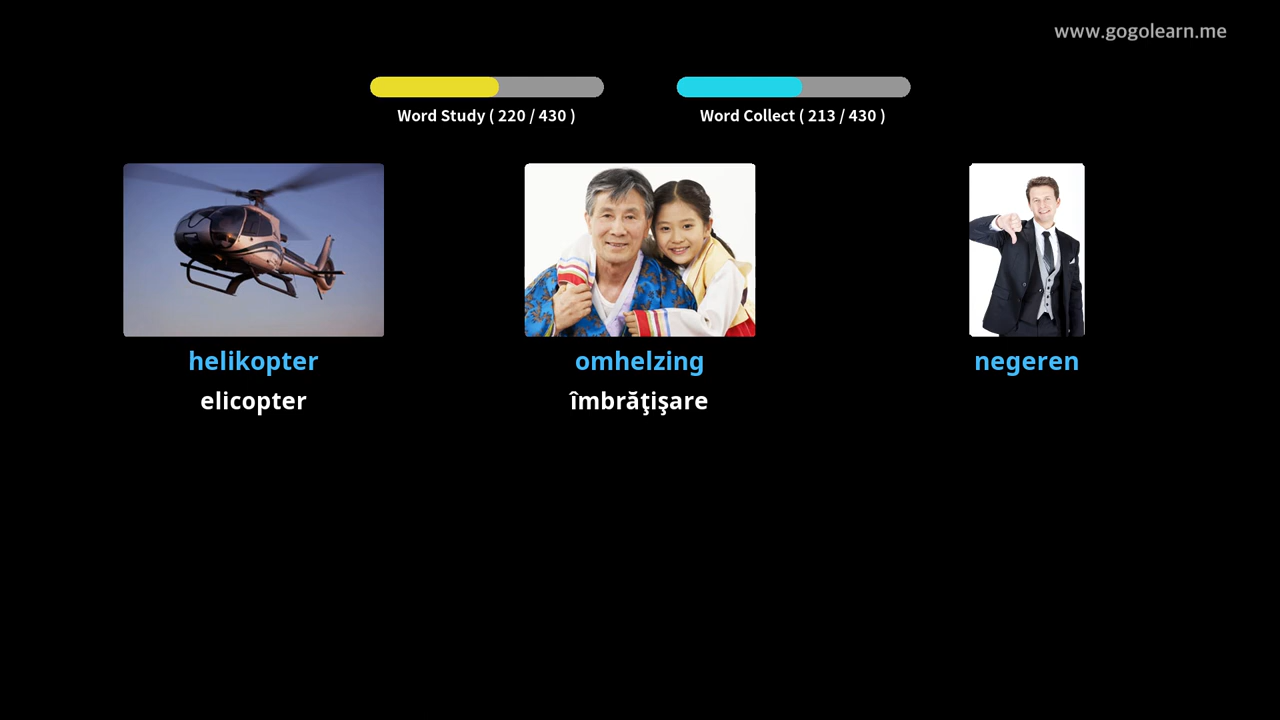 www.gogolearn.me
Word Study ( 220 / 430 )
Word Collect ( 213 / 430 )
helikopter
omhelzing
negeren
elicopter
îmbrăţişare